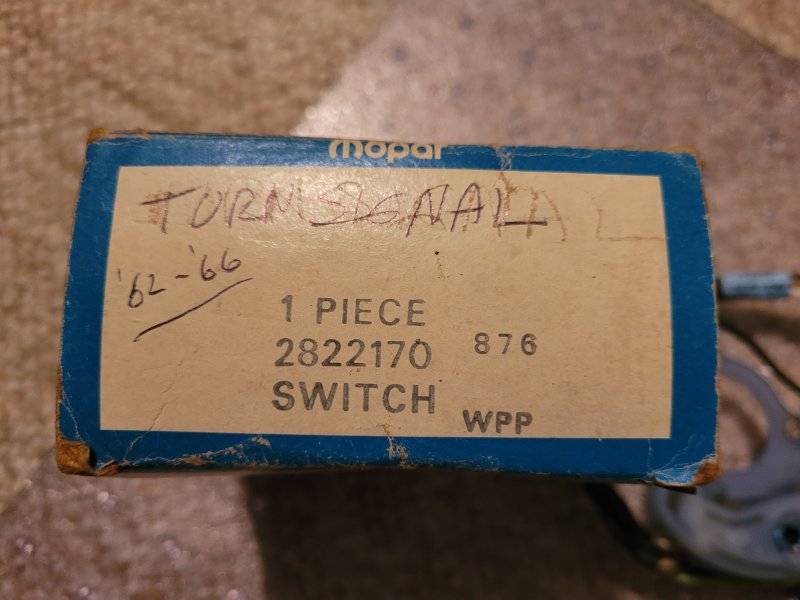 mopar
TURN SIGNAL
'62-'66
1 PIECE
2822170 876
SWITCH WPP